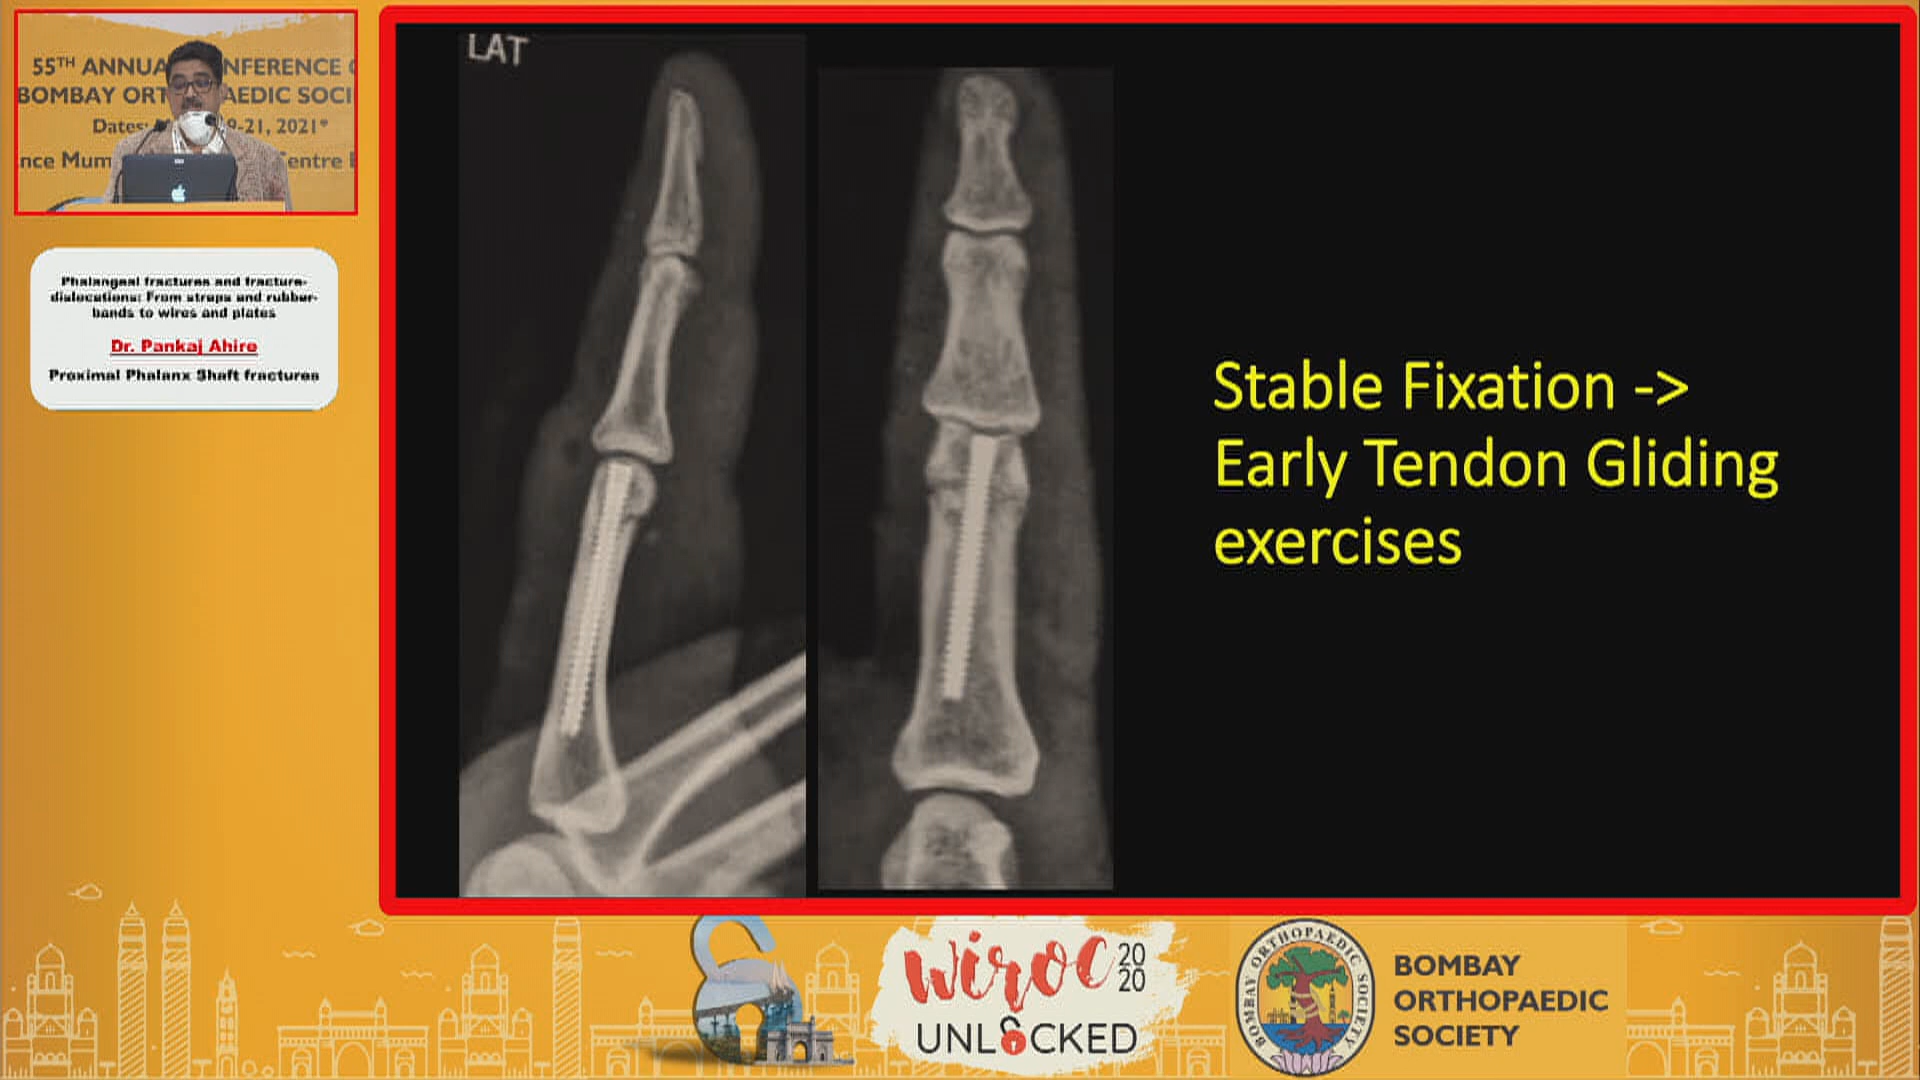 55TH ANNUA NFERENCE
BOMBAY ORT AEDIC SOCI
Dates: 9-21, 2021*
nce Mum entre
Phalangeal fractures and fracture-
dislocations: From straps and rubber-
bands to wires and plates
Dr. Pankaj Ahire
Proximal Phalanx Shaft fractures
LAT
Stable Fixation ->
Early Tendon Gliding
exercises
wiroc 20
20
UNLOCKED
BOMBAY ORTHOPAEDIC SOCIETY
BOMBAY
ORTHOPAEDIC
SOCIETY